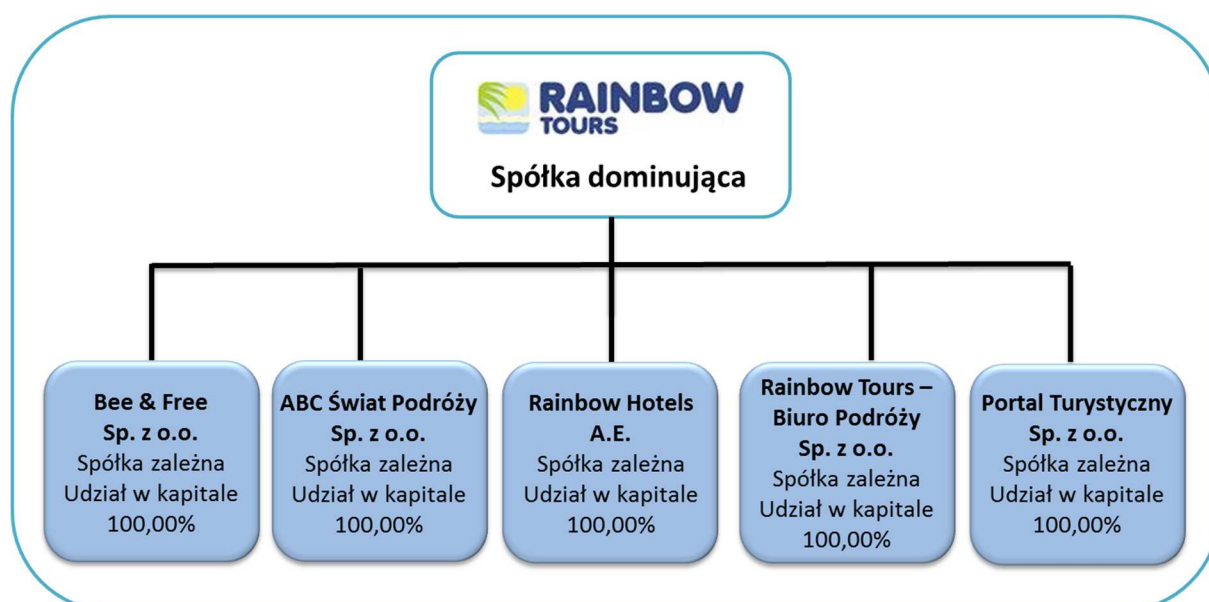 RAINBOW
TOURS
Spółka dominująca
Bee & Free
Sp. z o.o.
Spółka zależna
Udział w kapitale
100,00%
ABC Świat Podróży
Sp. z o.o.
Spółka zależna
Udział w kapitale
100,00%
Rainbow Hotels
A.E.
Spółka zależna
Udział w kapitale
100,00%
Rainbow Tours –
Biuro Podróży
Sp. z o.o.
Spółka zależna
Udział w kapitale
100,00%
Portal Turystyczny
Sp. z o.o.
Spółka zależna
Udział w kapitale
100,00%